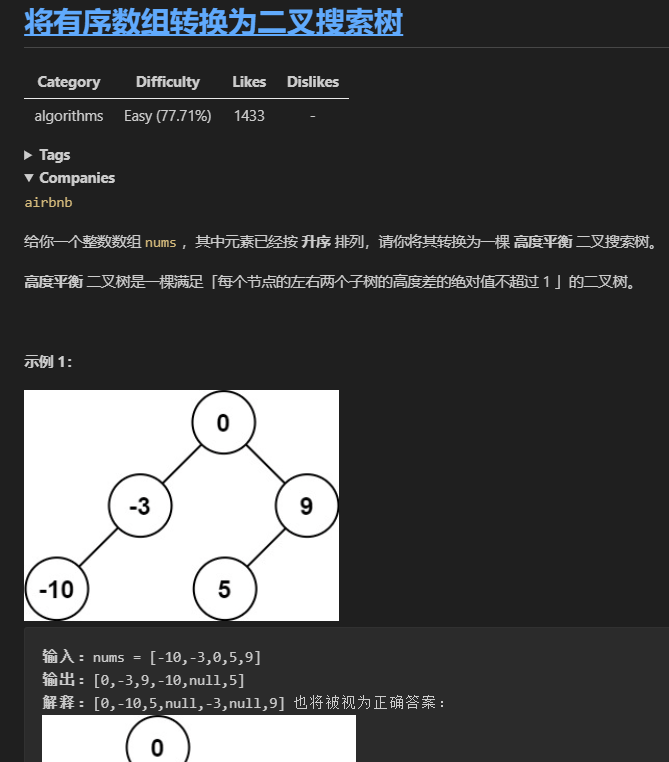 将有序数组转换为二叉搜索树
Category Difficulty Likes Dislikes
algorithms Easy (77.71%) 1433 -
Tags
Companies
airbnb
给你一个整数数组 nums ，其中元素已经按 升序 排列，请你将其转换为一棵 高度平衡 二叉搜索树。
高度平衡 二叉树是一棵满足「每个节点的左右两个子树的高度差的绝对值不超过 1 」的二叉树。
示例 1：
0
-3 9
-10 5
输入：nums = [-10,-3,0,5,9]
输出：[0,-3,9,-10,null,5]
解释：[0,-10,5,null,-3,null,9] 也将被视为正确答案：
0